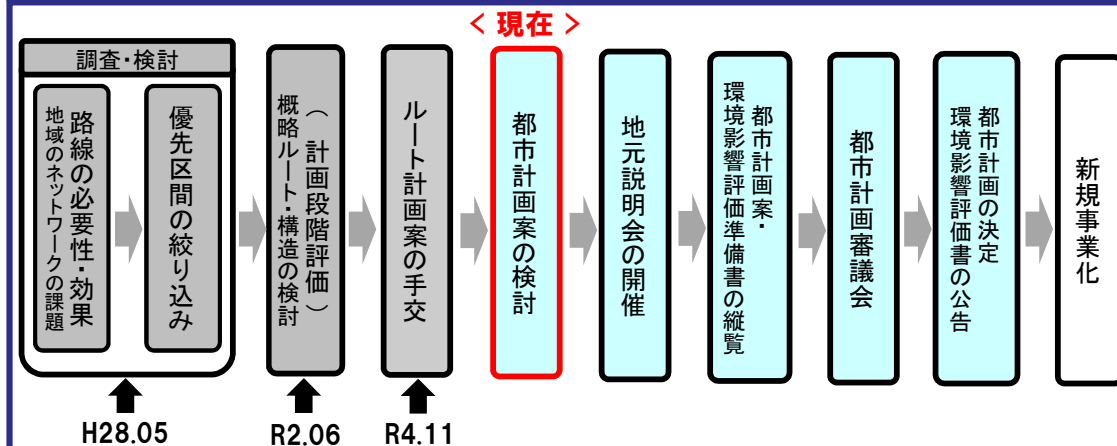 ＜ 現在 ＞
調査・検討
路線の必要性・効果
地域のネットワークの課題
優先区間の絞り込み
（ 計画段階評価 ）
概略ルート・構造の検討
ルート計画案の手交
都市計画案の検討
地元説明会の開催
都市計画案・
環境影響評価準備書の縦覧
都市計画審議会
都市計画の決定
環境影響評価書の公告
新規事業化
H28.05
R2.06
R4.11